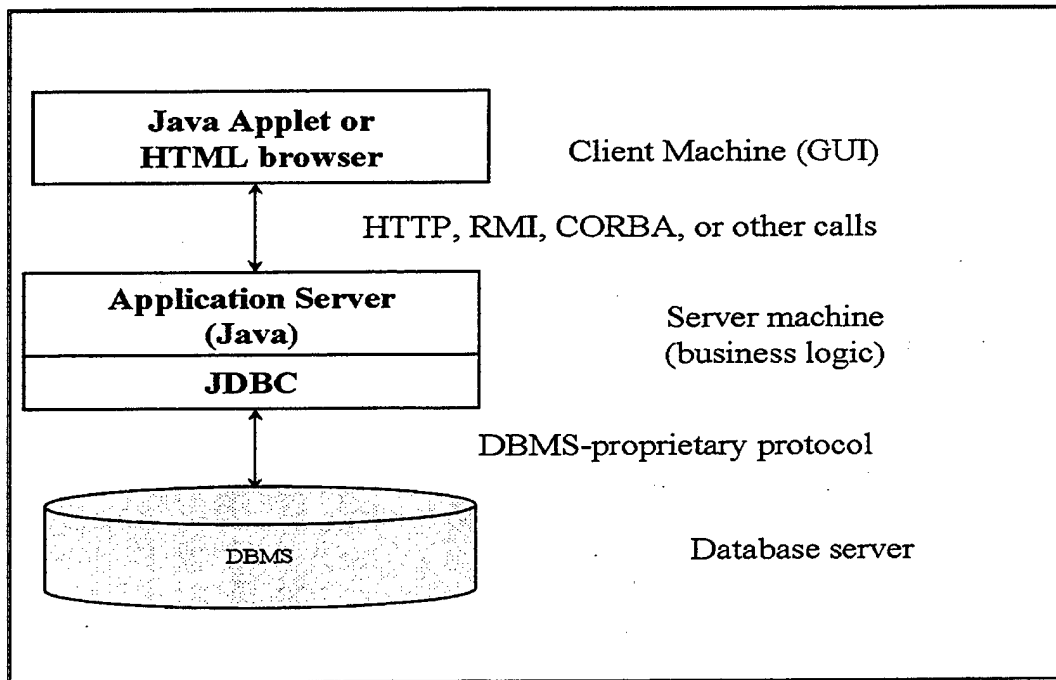 Java Applet or
HTML browser
Client Machine (GUI)
HTTP, RMI, CORBA, or other calls
Application Server
(Java)
Server machine
(business logic)
JDBC
DBMS-proprietary protocol
DBMS
Database server